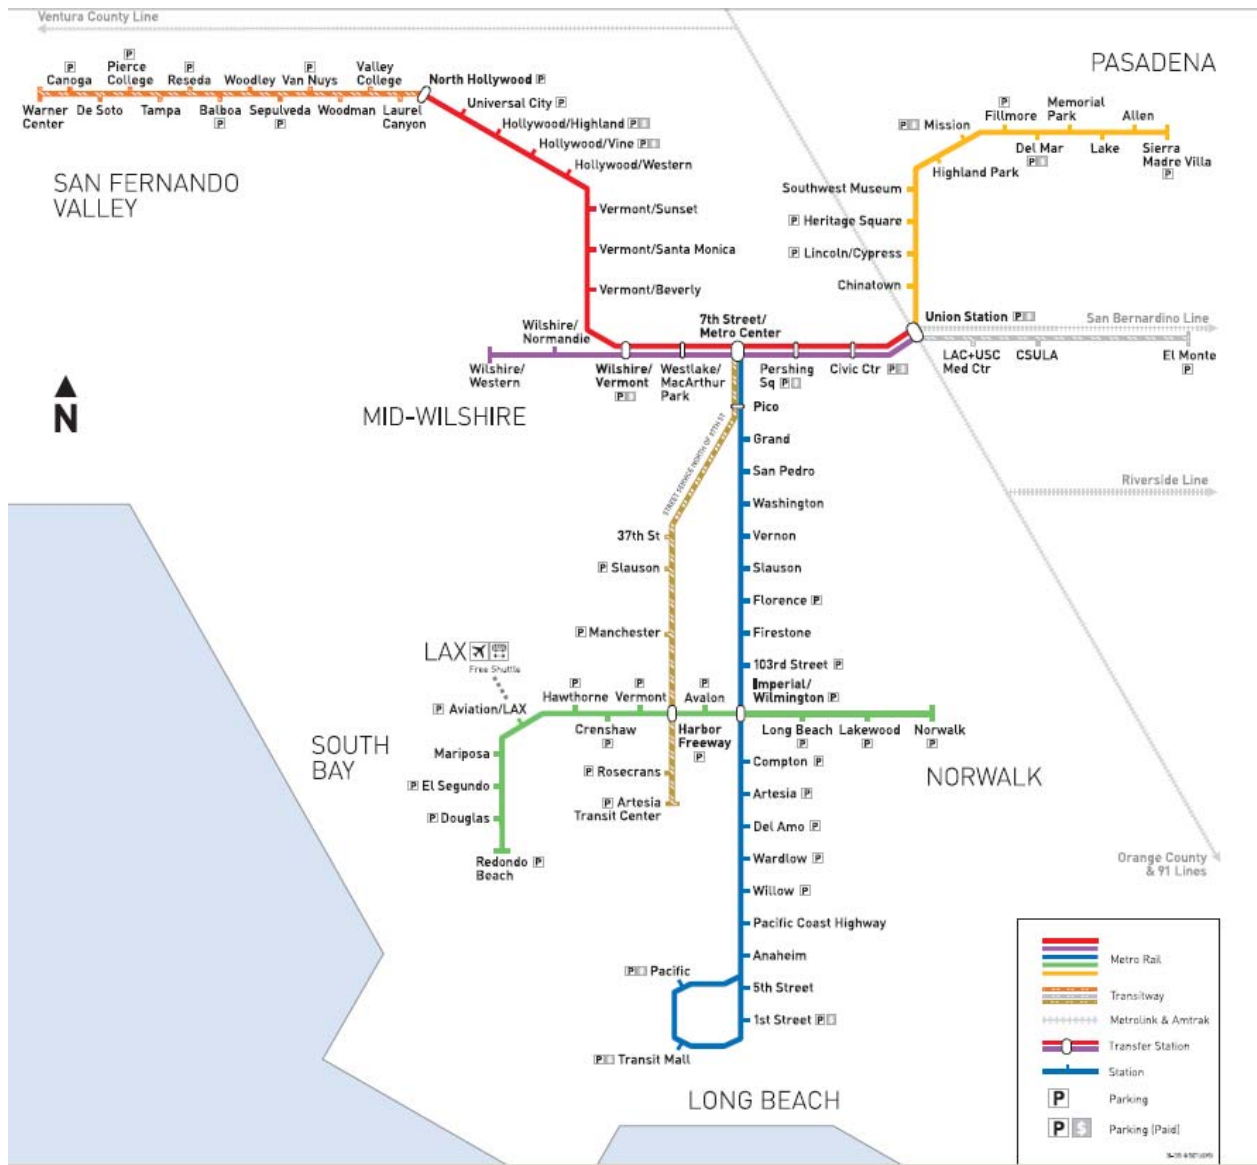 Ventura County Line
PASADENA
Canoga
Pierce
College
Reseda
Woodley
Van Nuys
Valley
College
North Hollywood P
Warner
Center
De Soto
Tampa
Balboa
Sepulveda
Woodman
Laurel
Canyon
SAN FERNANDO
VALLEY
Universal City P
Hollywood/Highland P $
Hollywood/Vine P $
Hollywood/Western
Vermont/Sunset
Vermont/Santa Monica
Vermont/Beverly
P $ Mission
P
Fillmore
Memorial
Park
Allen
Highland Park
Del Mar
P $
Lake
Sierra
Madre Villa
P
Southwest Museum
P Heritage Square
P Lincoln/Cypress
Chinatown
Union Station P $
San Bernardino Line
LAC+USC
Med Ctr
CSULA
El Monte
P
Wilshire/
Normandie
7th Street/
Metro Center
Wilshire/
Western
Wilshire/
Vermont
P $
Westlake/
MacArthur
Park
Pershing
Sq P $
Civic Ctr P $
N
MID-WILSHIRE
Pico
Grand
San Pedro
Washington
Vernon
Slauson
Florence P
Firestone
103rd Street P
Imperial/
Wilmington P
STREET SERVICE NORTH OF 37TH ST
Riverside Line
37th St
P Slauson
P Manchester
LAX
Free Shuttle
P
Hawthorne
P
Vermont
P
Avalon
P Aviation/LAX
Crenshaw
P
Harbor
Freeway
P
Long Beach
P
Lakewood
P
Norwalk
P
SOUTH
BAY
Mariposa
P El Segundo
P Douglas
Redondo P
Beach
P Rosecrans
P Artesia
Transit Center
NORWALK
Compton P
Artesia P
Del Amo P
Wardlow P
Willow P
Pacific Coast Highway
Anaheim
5th Street
1st Street P $
P $ Pacific
P $ Transit Mall
LONG BEACH
Orange County
& 91 Lines
Metro Rail
Transitway
Metrolink & Amtrak
Transfer Station
Station
P Parking
P $ Parking (Paid)